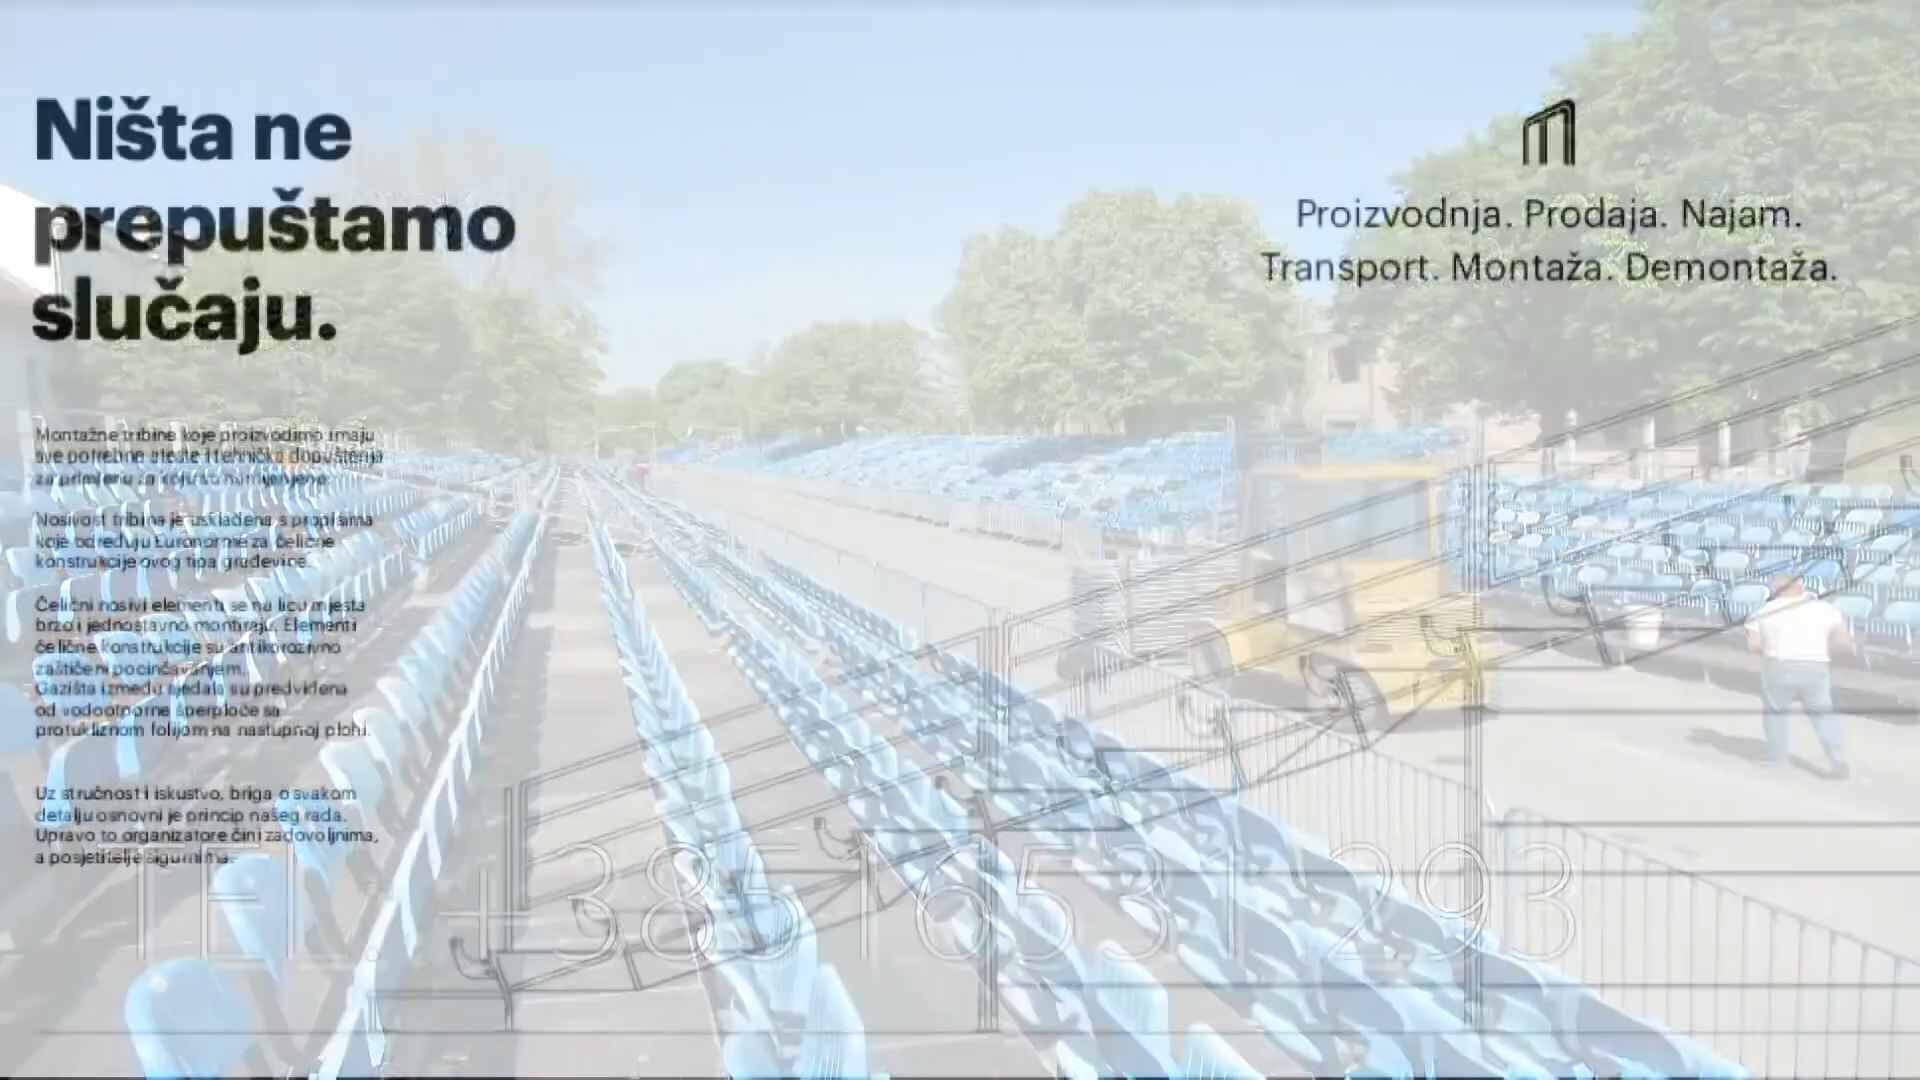 Ništa ne
prepuštamo
slučaju.
Proizvodnja. Prodaja. Najam.
Transport. Montaža. Demontaža.
Montažne tribine koje proizvodimo imaju
sve potrebne ateste i tehnička dopuštenja
za primjenu za koju su namijenjene.
Nosivost tribina je usklađena s propisima
koje određuju Euronorme za čelične
konstrukcije ovog tipa građevine.
Čelični nosivi elementi se na licu mjesta
brzo i jednostavno montiraju. Elementi
čelične konstrukcije su antikorozivno
zaštićeni pocinčavanjem.
Gazišta između sjedala su predviđena
od vodootporne šperploče sa
protukliznom folijom na nastupnoj plohi.
Uz stručnost i iskustvo, briga o svakom
detalju osnovni je princip našeg rada.
Upravo to organizatore čini zadovoljnima,
a posjetitelje sigurnima.
TEL. +38516531 293